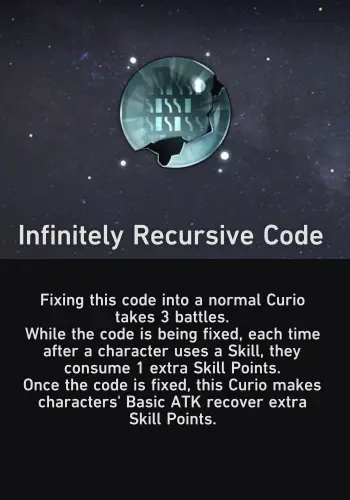 Infinitely Recursive Code
Fixing this code into a normal Curio
takes 3 battles.
While the code is being fixed, each time
after a character uses a Skill, they
consume 1 extra Skill Points.
Once the code is fixed, this Curio makes
characters' Basic ATK recover extra
Skill Points.